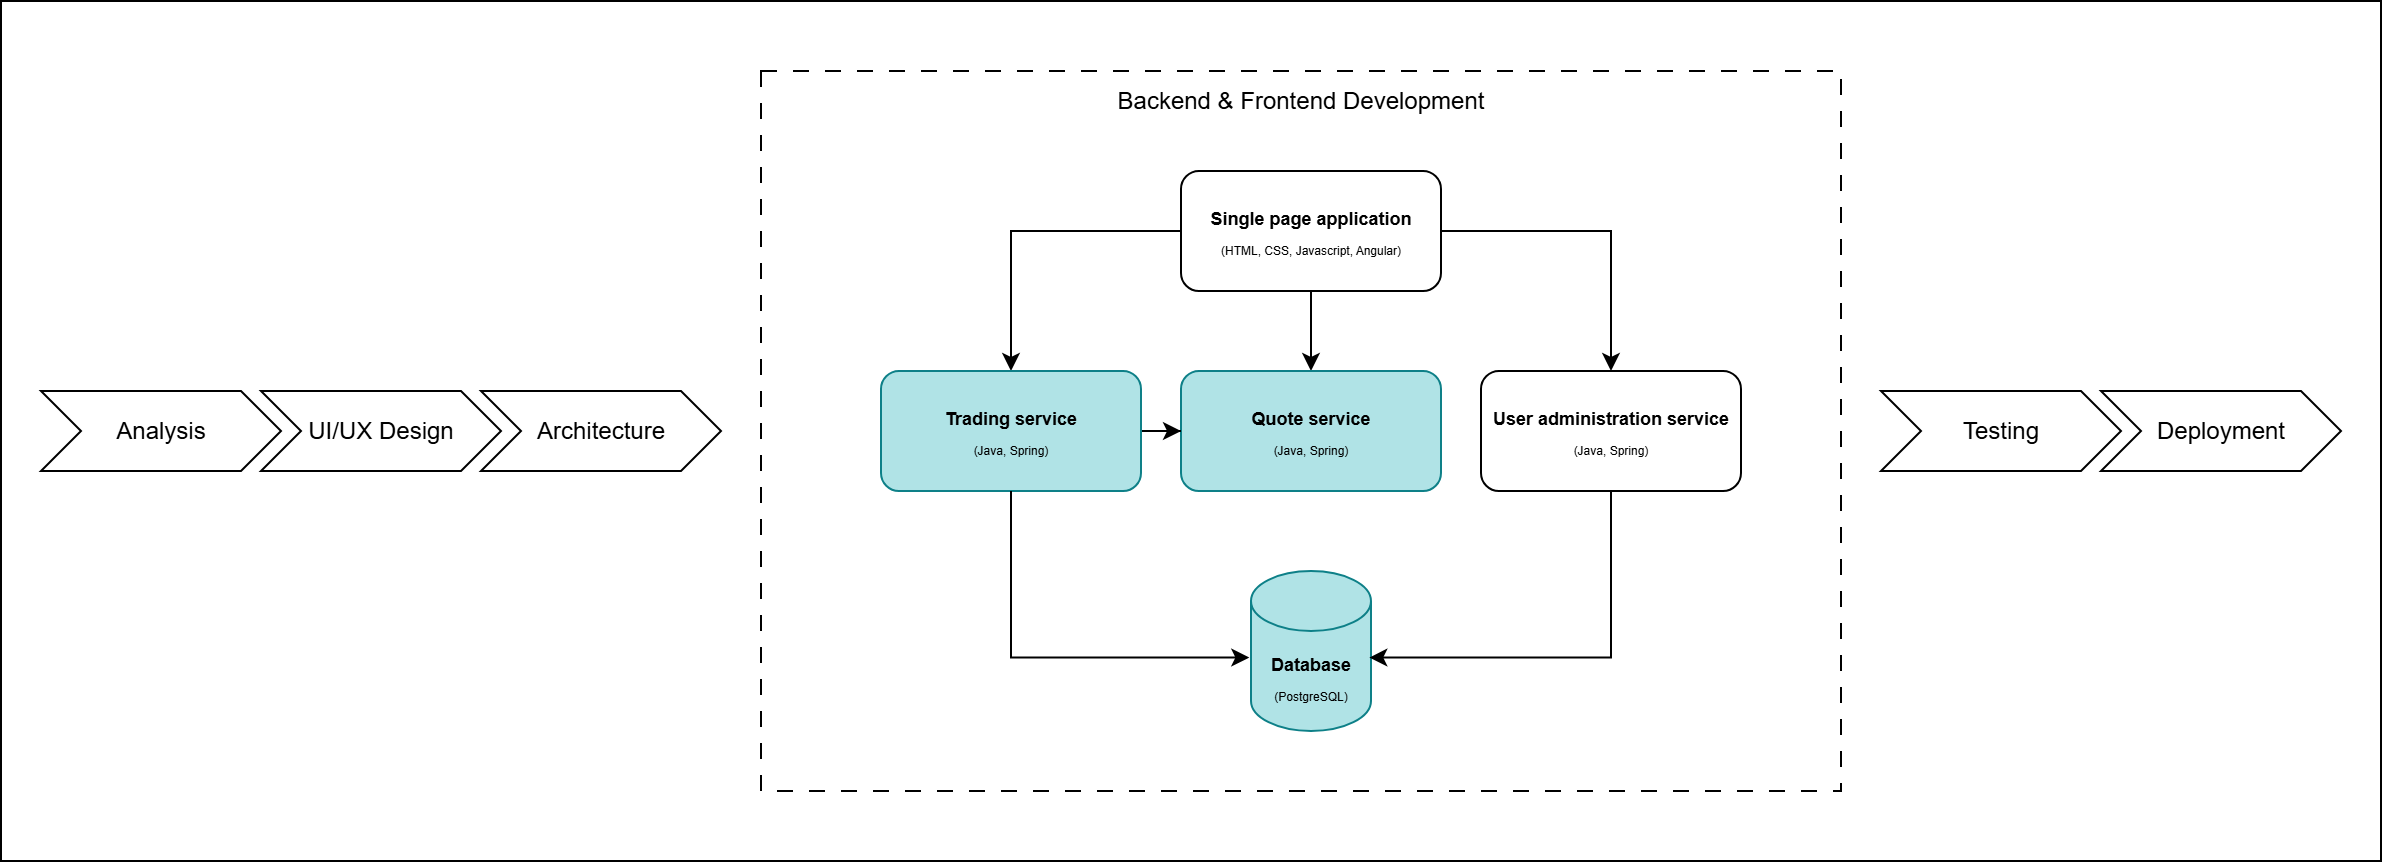 Backend & Frontend Development
Single page application
(HTML, CSS, Javascript, Angular)
Analysis
UI/UX Design
Architecture
Trading service
(Java, Spring)
Quote service
(Java, Spring)
User administration service
(Java, Spring)
Testing
Deployment
Database
(PostgreSQL)